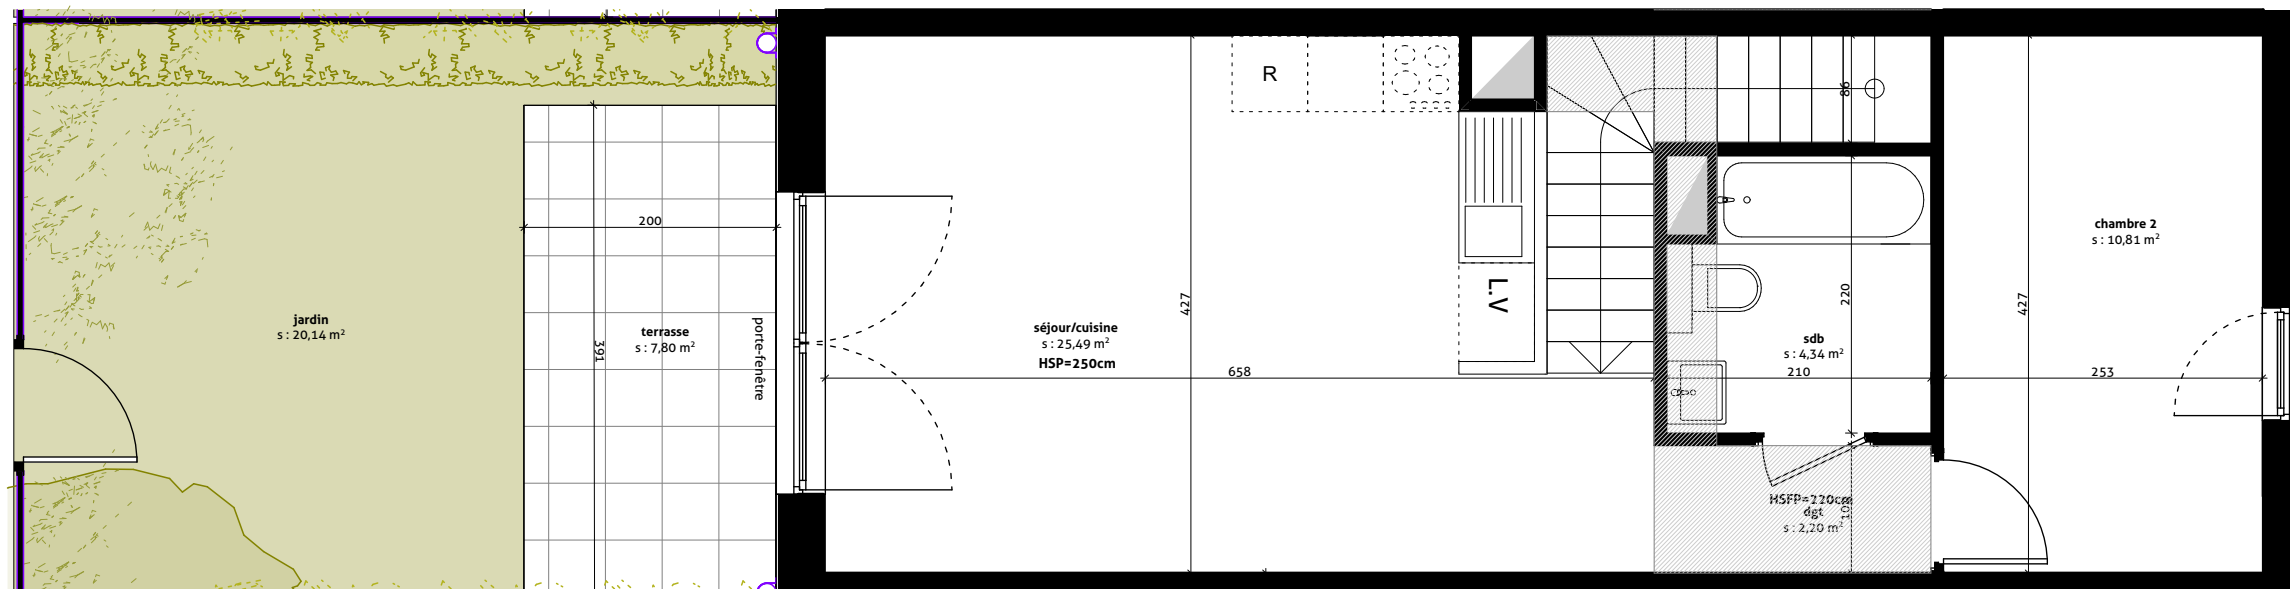 jardin
s : 20,14 m²
200
391
terrasse
s : 7,80 m²
porte-fenêtre
séjour/cuisine
s : 25,49 m²
HSP=250cm
427
658
R
L.V
86
220
sdb
s : 4,34 m²
210
HSFP=220cm
dgt
s : 2,20 m²
chambre 2
s : 10,81 m²
427
253